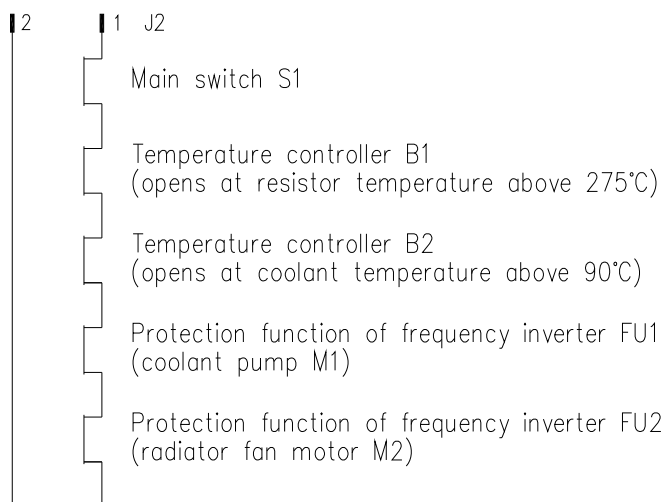 2 1 J2
Main switch S1
Temperature controller B1
(opens at resistor temperature above 275°C)
Temperature controller B2
(opens at coolant temperature above 90°C)
Protection function of frequency inverter FU1
(coolant pump M1)
Protection function of frequency inverter FU2
(radiator fan motor M2)